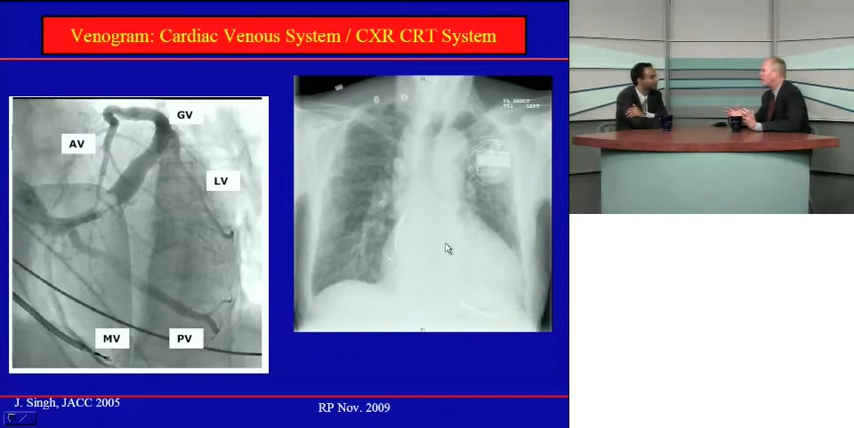 Venogram: Cardiac Venous System / CXR CRT System
GV
AV
LV
MV
PV
J. Singh, JACC 2005
RP Nov. 2009